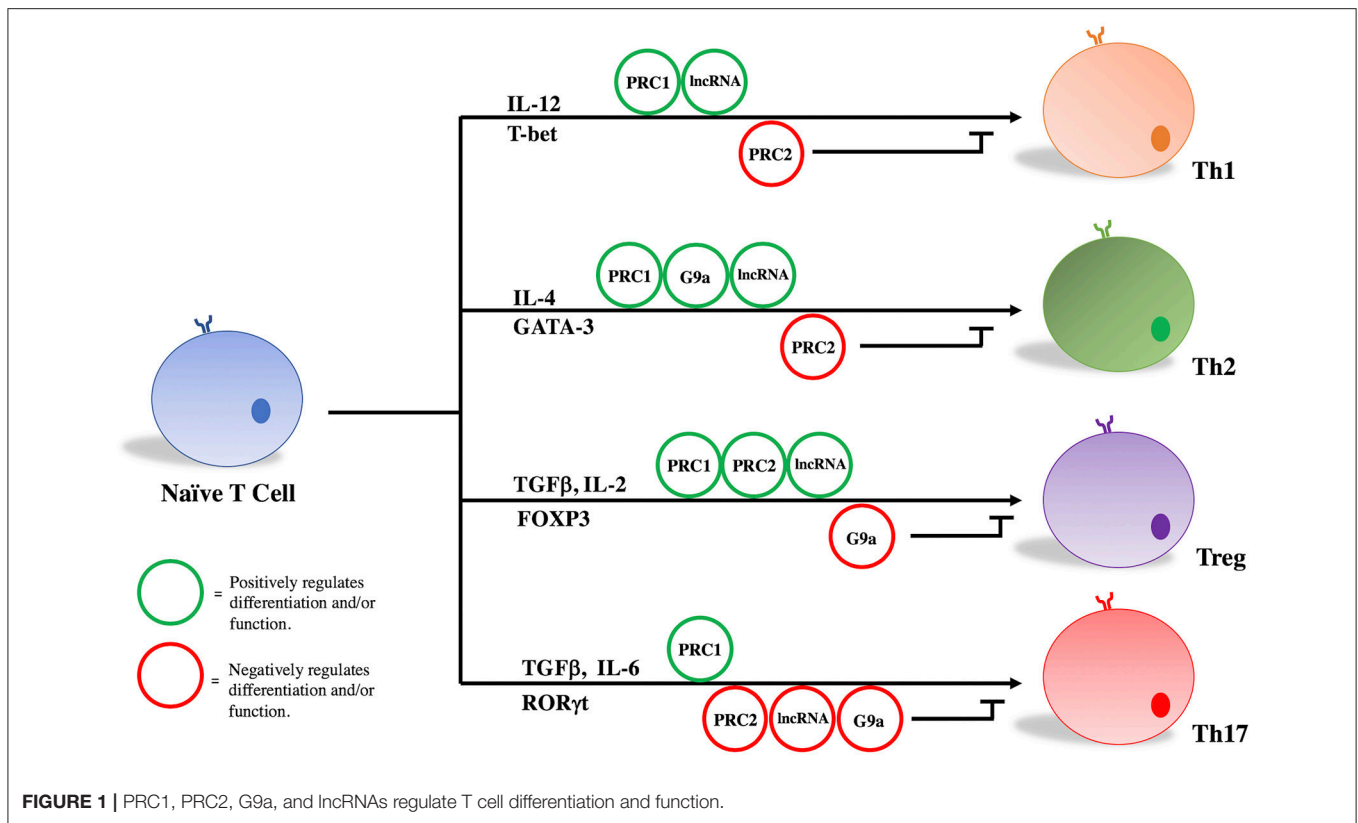 PRC1 lncRNA
IL-12
T-bet
PRC2
Th1
PRC1 G9a lncRNA
IL-4
GATA-3
PRC2
Th2
Naïve T Cell
PRC1 PRC2 lncRNA
TGFβ, IL-2
FOXP3
G9a
Treg
PRC1
TGFβ, IL-6
RORγt
PRC2 lncRNA G9a
Th17
= Positively regulates
differentiation and/or
function.
= Negatively regulates
differentiation and/or
function.
FIGURE 1 | PRC1, PRC2, G9a, and lncRNAs regulate T cell differentiation and function.